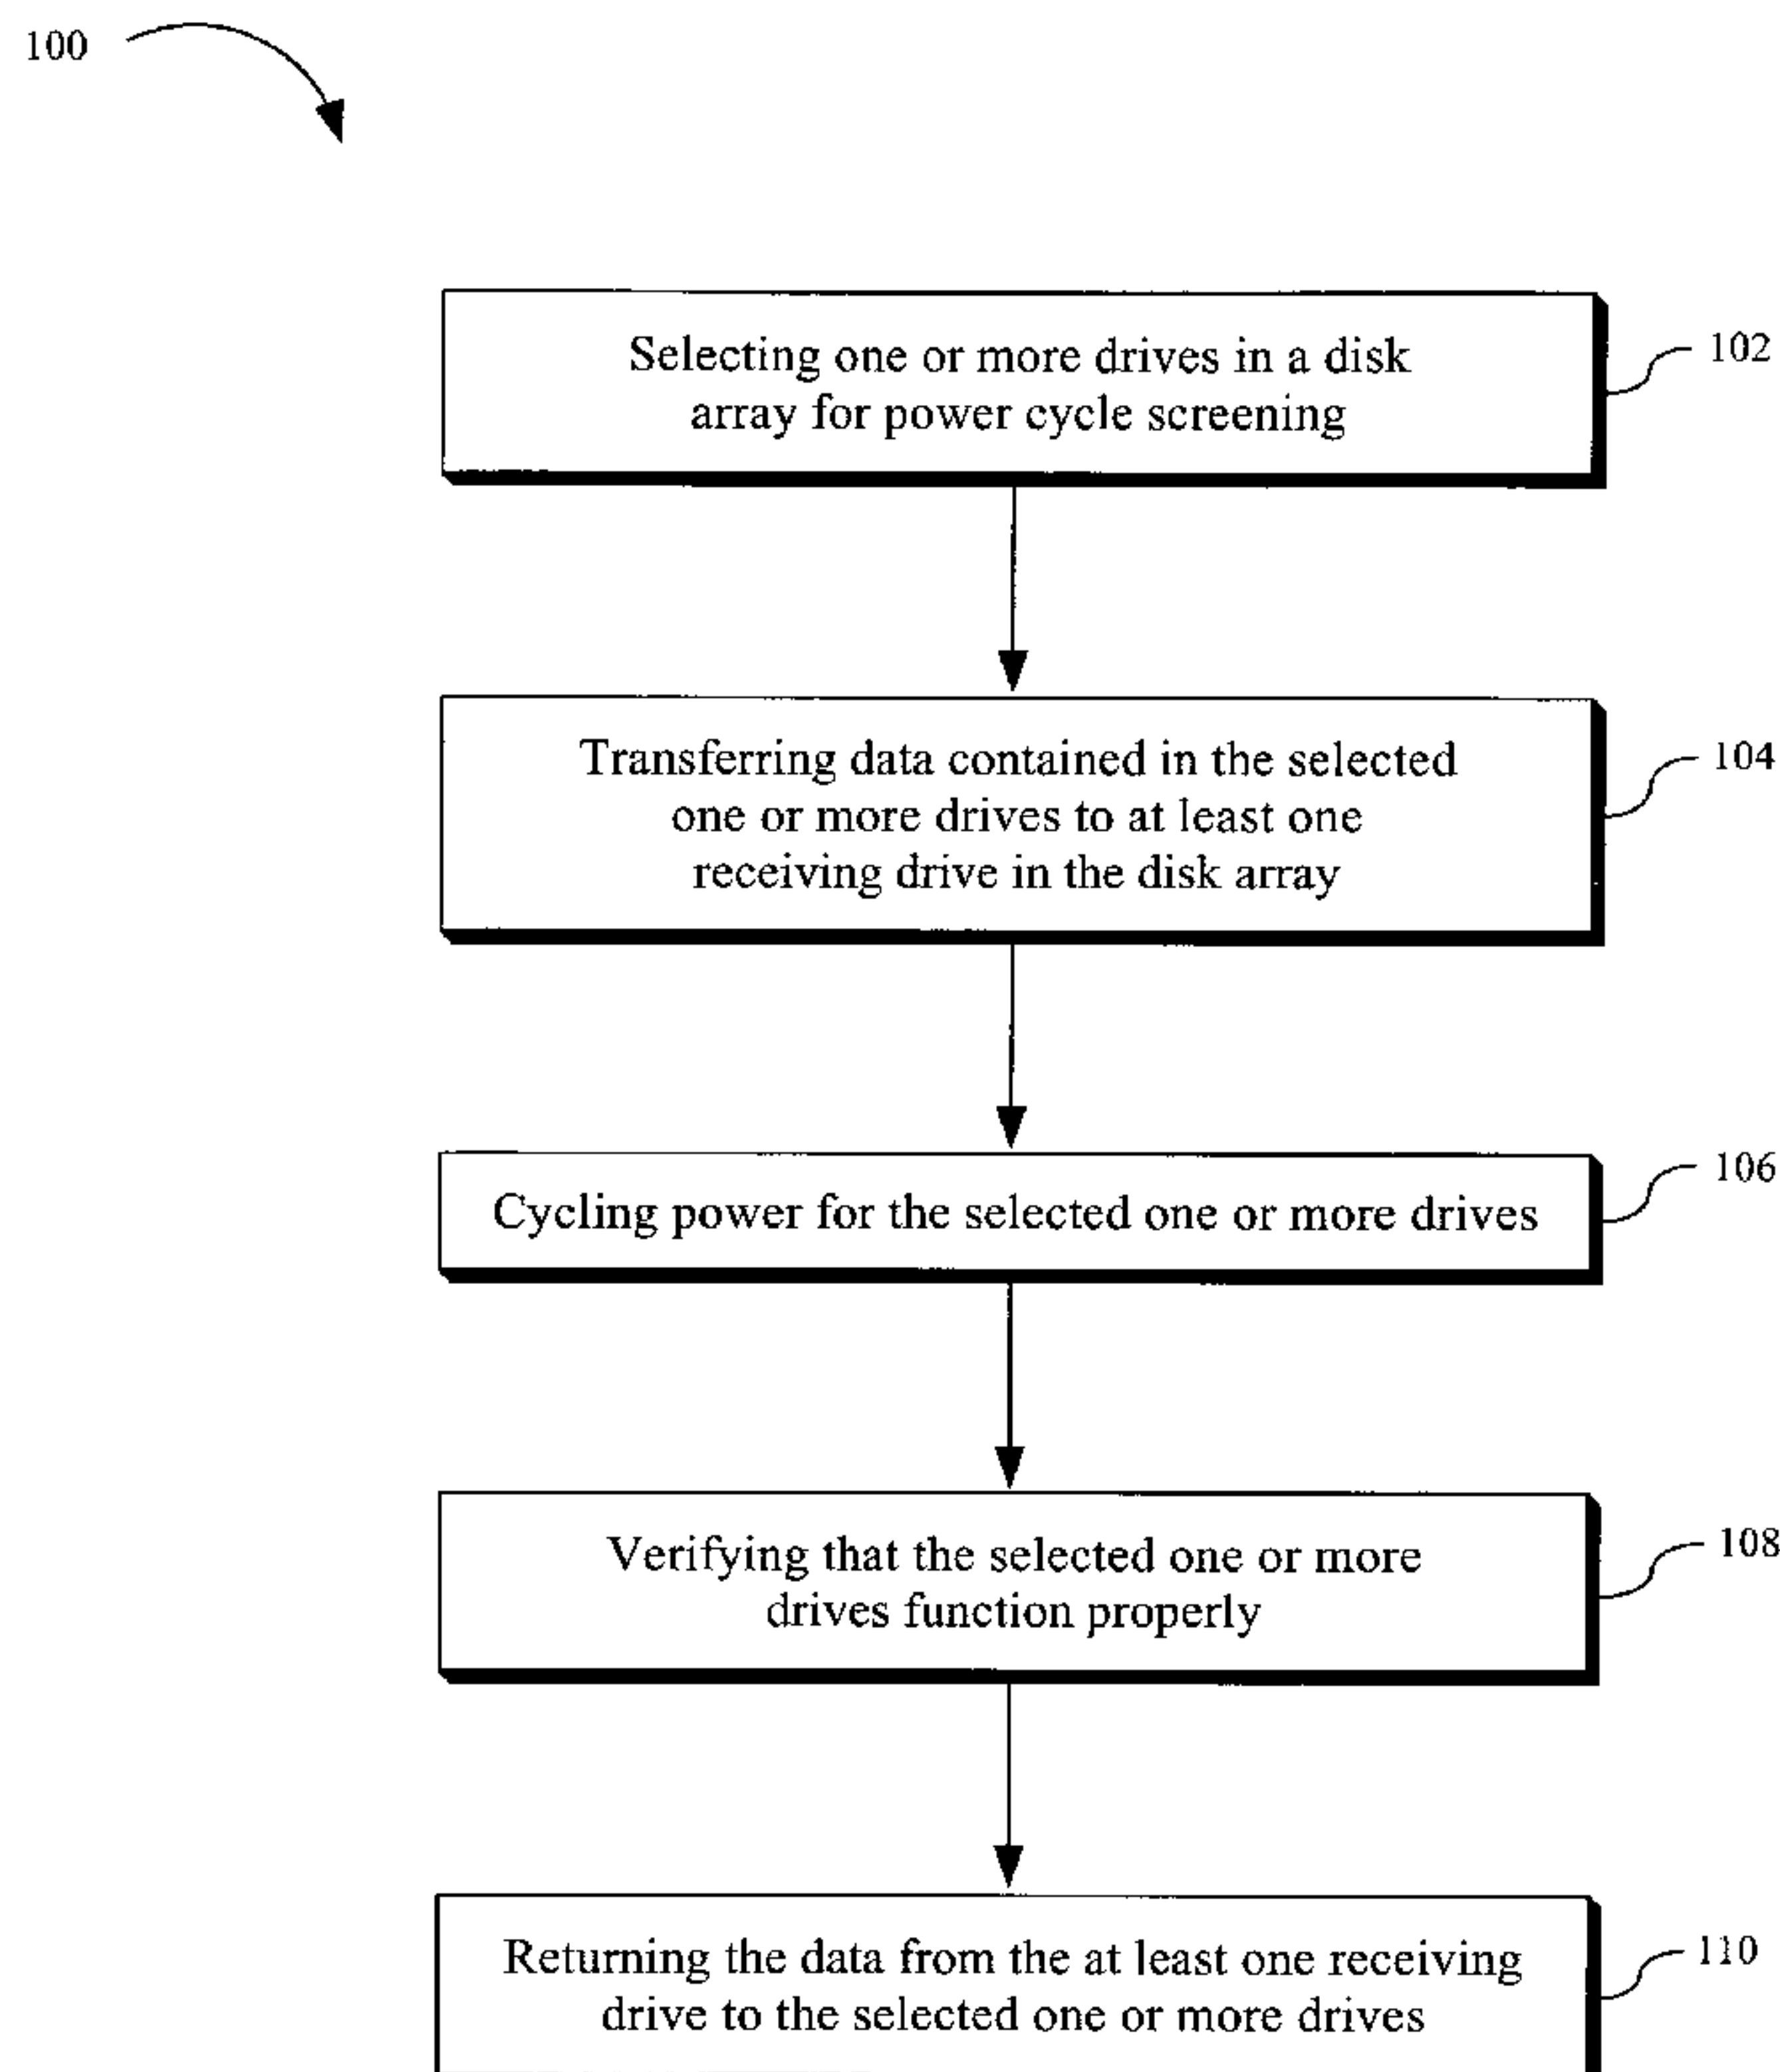 100
Selecting one or more drives in a disk
array for power cycle screening
102
Transferring data contained in the selected
one or more drives to at least one
receiving drive in the disk array
104
Cycling power for the selected one or more drives
106
Verifying that the selected one or more
drives function properly
108
Returning the data from the at least one receiving
drive to the selected one or more drives
110